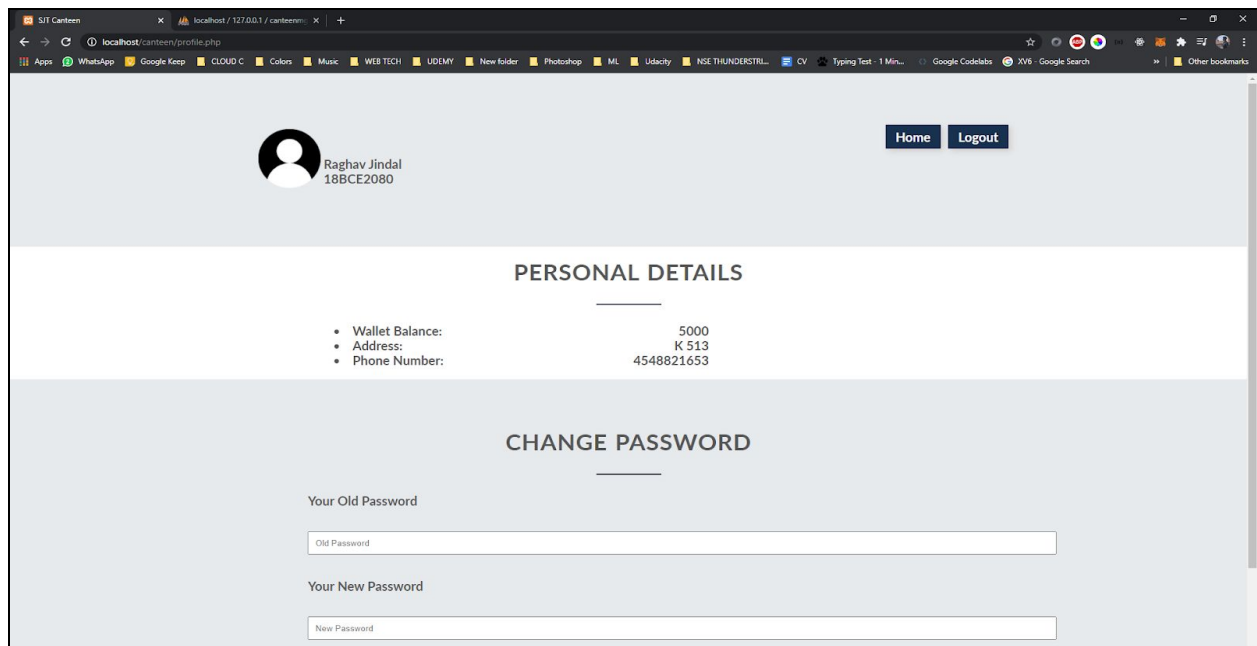 SJT Canteen
localhost / 127.0.0.1 / canteenm
localhost/canteen/profile.php
Apps WhatsApp Google Keep CLOUD C Colors Music WEB TECH UDEMY New folder Photoshop ML Udacity NSE THUNDERSTRI... CV Typing Test - 1 Min... Google Codelabs XV6 - Google Search » Other bookmarks
Home Logout
Raghav Jindal
18BCE2080
PERSONAL DETAILS
• Wallet Balance: 5000
• Address: K 513
• Phone Number: 4548821653
CHANGE PASSWORD
Your Old Password
Old Password
Your New Password
New Password